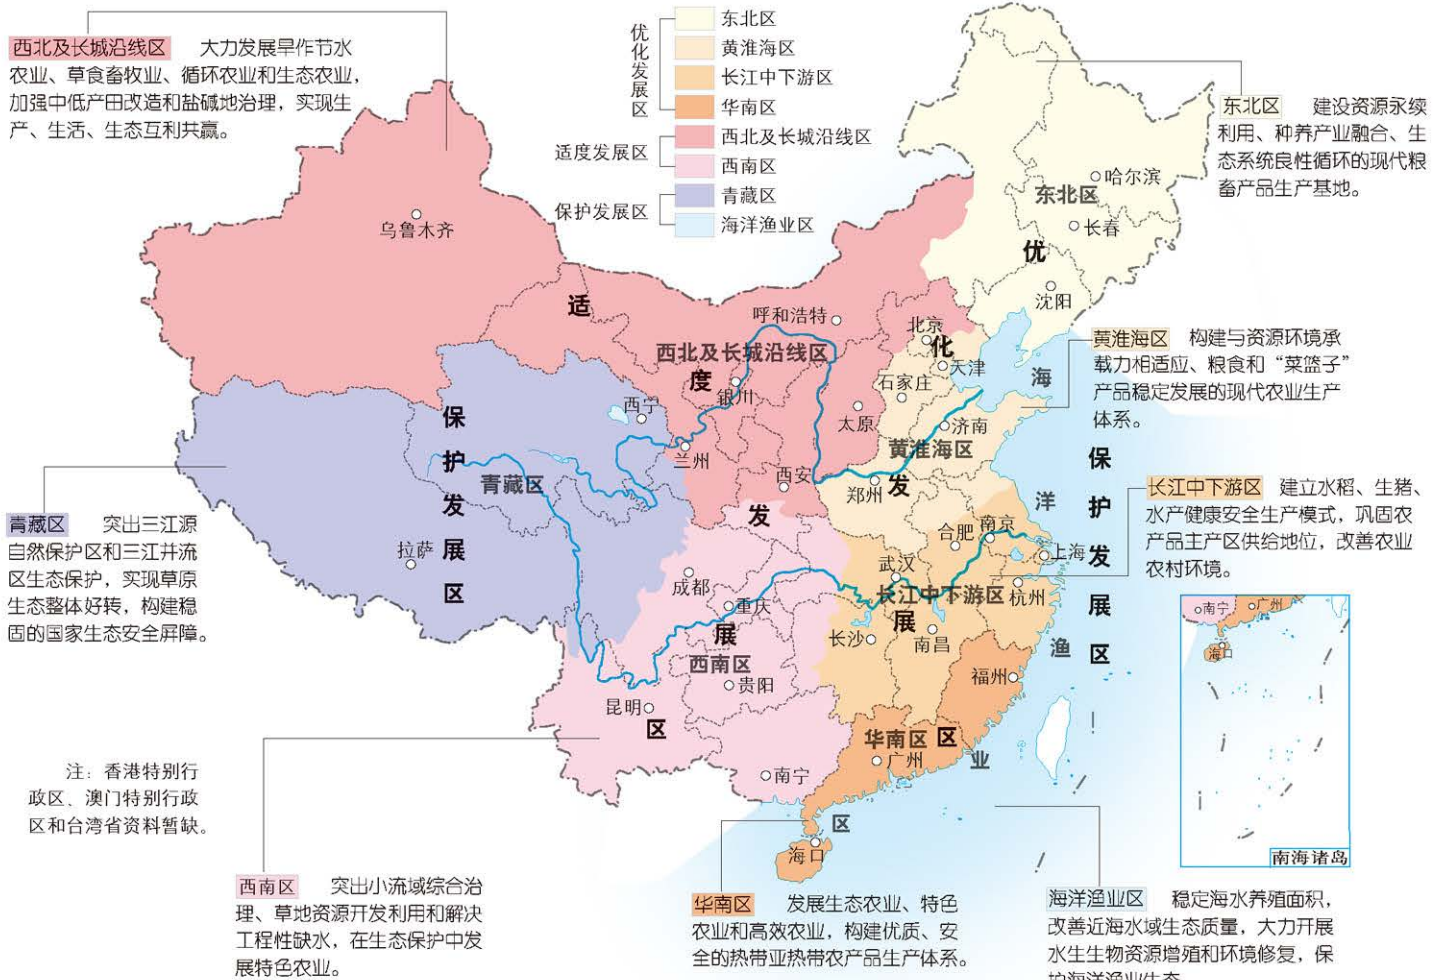 西北及长城沿线区 大力发展旱作节水
农业、草食畜牧业、循环农业和生态农业，
加强中低产田改造和盐碱地治理，实现生
产、生活、生态互利共赢。
优化发展区
东北区
黄淮海区
长江中下游区
华南区
适度发展区
西北及长城沿线区
西南区
保护发展区
青藏区
海洋渔业区
东北区 建设资源永续
利用、种养产业融合、生
态系统良性循环的现代粮
畜产品生产基地。
哈尔滨
东北区
长春
沈阳
乌鲁木齐
呼和浩特
北京
天津
石家庄
西北及长城沿线区
银川
太原
济南
黄淮海区
西宁
兰州
西安
郑州
青藏区
拉萨
合肥
南京
上海
武汉
长江中下游区
杭州
成都
重庆
长沙
南昌
西南区
贵阳
昆明
福州
华南区
广州
南宁
海口
优化发展区
适度发展区
保护发展区
海洋渔业区
保护发展区
黄淮海区 构建与资源环境承
载力相适应、粮食和“菜篮子”
产品稳定发展的现代农业生产
体系。
长江中下游区 建立水稻、生猪、
水产健康安全生产模式，巩固农
产品主产区供给地位，改善农业
农村环境。
青藏区 突出三江源
自然保护区和三江并流
区生态保护，实现草原
生态整体好转，构建稳
固的国家生态安全屏障。
南宁
广州
海口
南海诸岛
注：香港特别行
政区、澳门特别行政
区和台湾省资料暂缺。
西南区 突出小流域综合治
理、草地资源开发利用和解决
工程性缺水，在生态保护中发
展特色农业。
华南区 发展生态农业、特色
农业和高效农业，构建优质、安
全的热带亚热带农产品生产体系。
海洋渔业区 稳定海水养殖面积，
改善近海水域生态质量，大力开展
水生生物资源增殖和环境修复，保
护海洋渔业生态